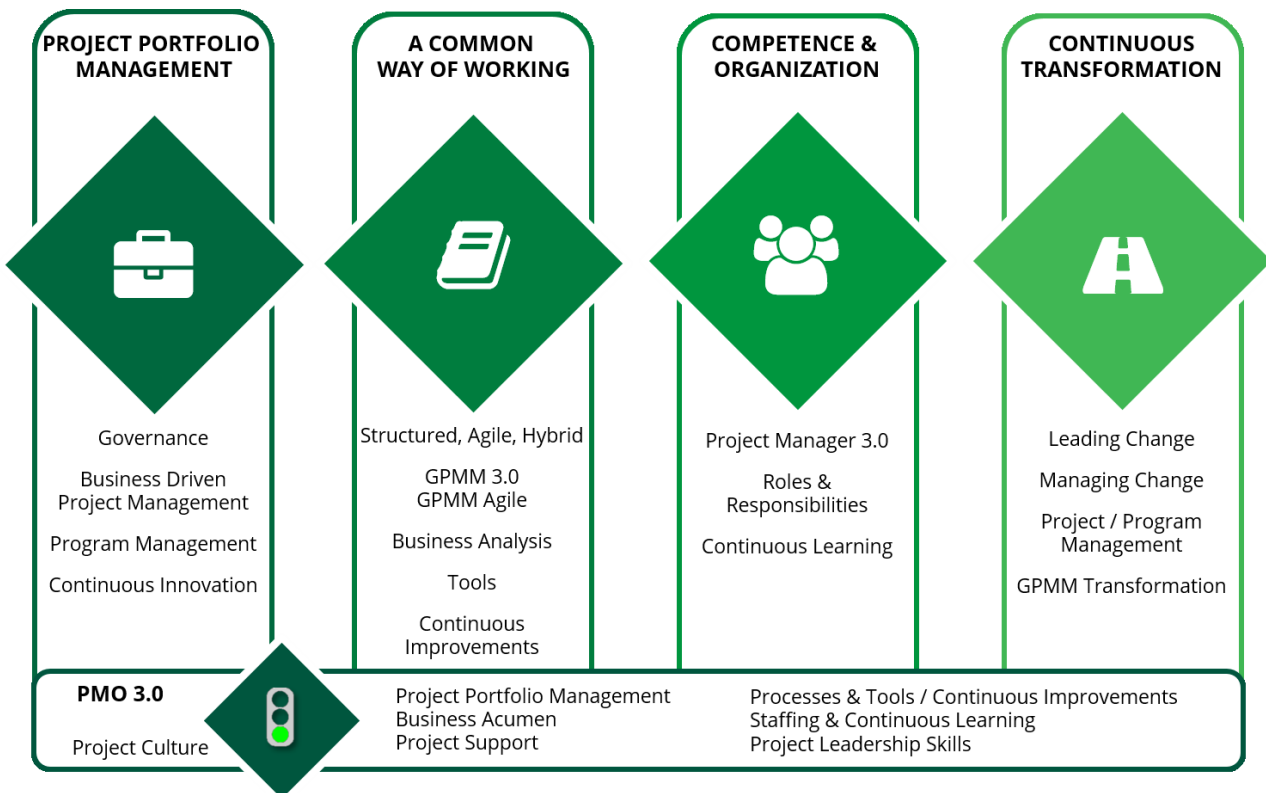 PROJECT PORTFOLIO
MANAGEMENT
Governance
Business Driven
Project Management
Program Management
Continuous Innovation
A COMMON
WAY OF WORKING
Structured, Agile, Hybrid
GPMM 3.0
GPMM Agile
Business Analysis
Tools
Continuous
Improvements
COMPETENCE &
ORGANIZATION
Project Manager 3.0
Roles &
Responsibilities
Continuous Learning
CONTINUOUS
TRANSFORMATION
Leading Change
Managing Change
Project / Program
Management
GPMM Transformation
PMO 3.0
Project Culture
Project Portfolio Management
Business Acumen
Project Support
Processes & Tools / Continuous Improvements
Staffing & Continuous Learning
Project Leadership Skills